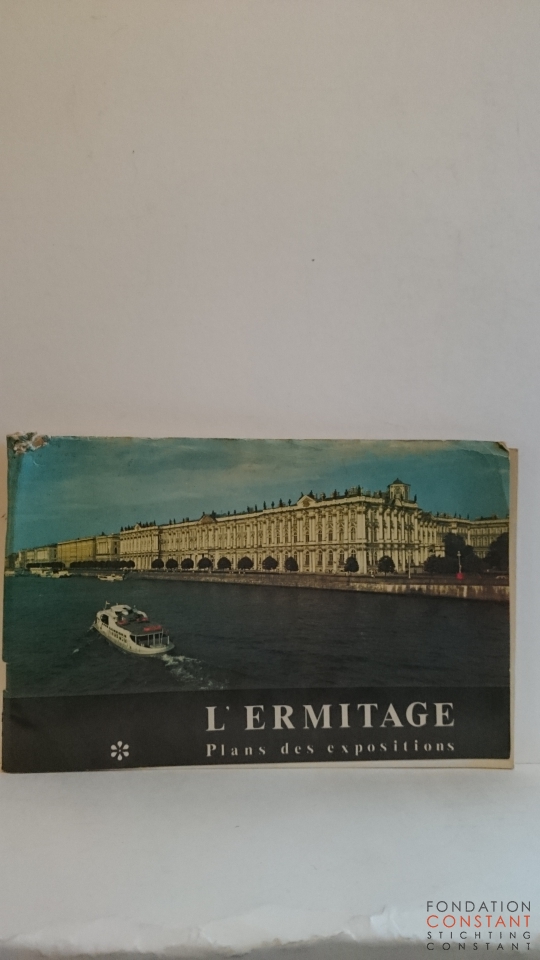 L'ERMITAGE
Plans des expositions
FONDATION
CONSTANT
STICHTING
CONSTANT